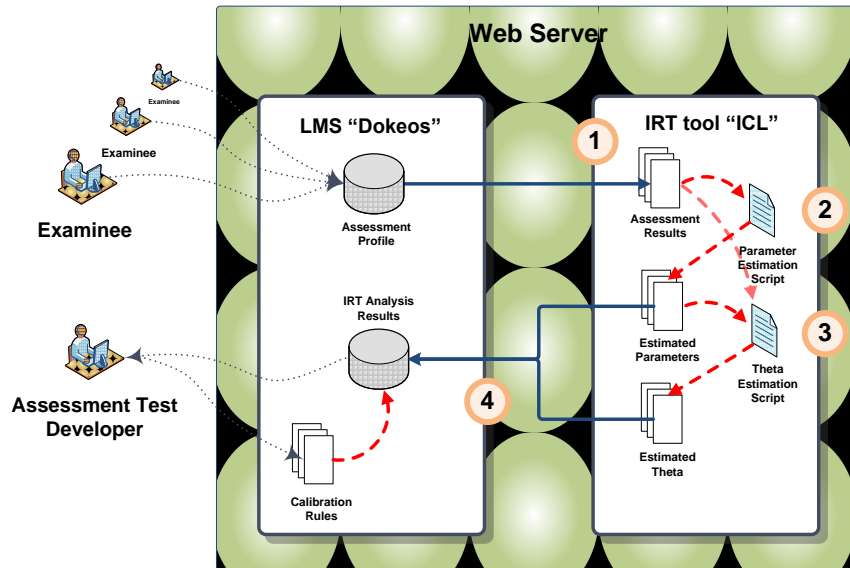 Web Server
LMS “Dokeos”
IRT tool “ICL”
Examinee
Examinee
Examinee
1
Assessment
Profile
Assessment
Results
2
Parameter
Estimation
Script
IRT Analysis
Results
Estimated
Parameters
3
Theta
Estimation
Script
Assessment Test
Developer
4
Calibration
Rules
Estimated
Theta